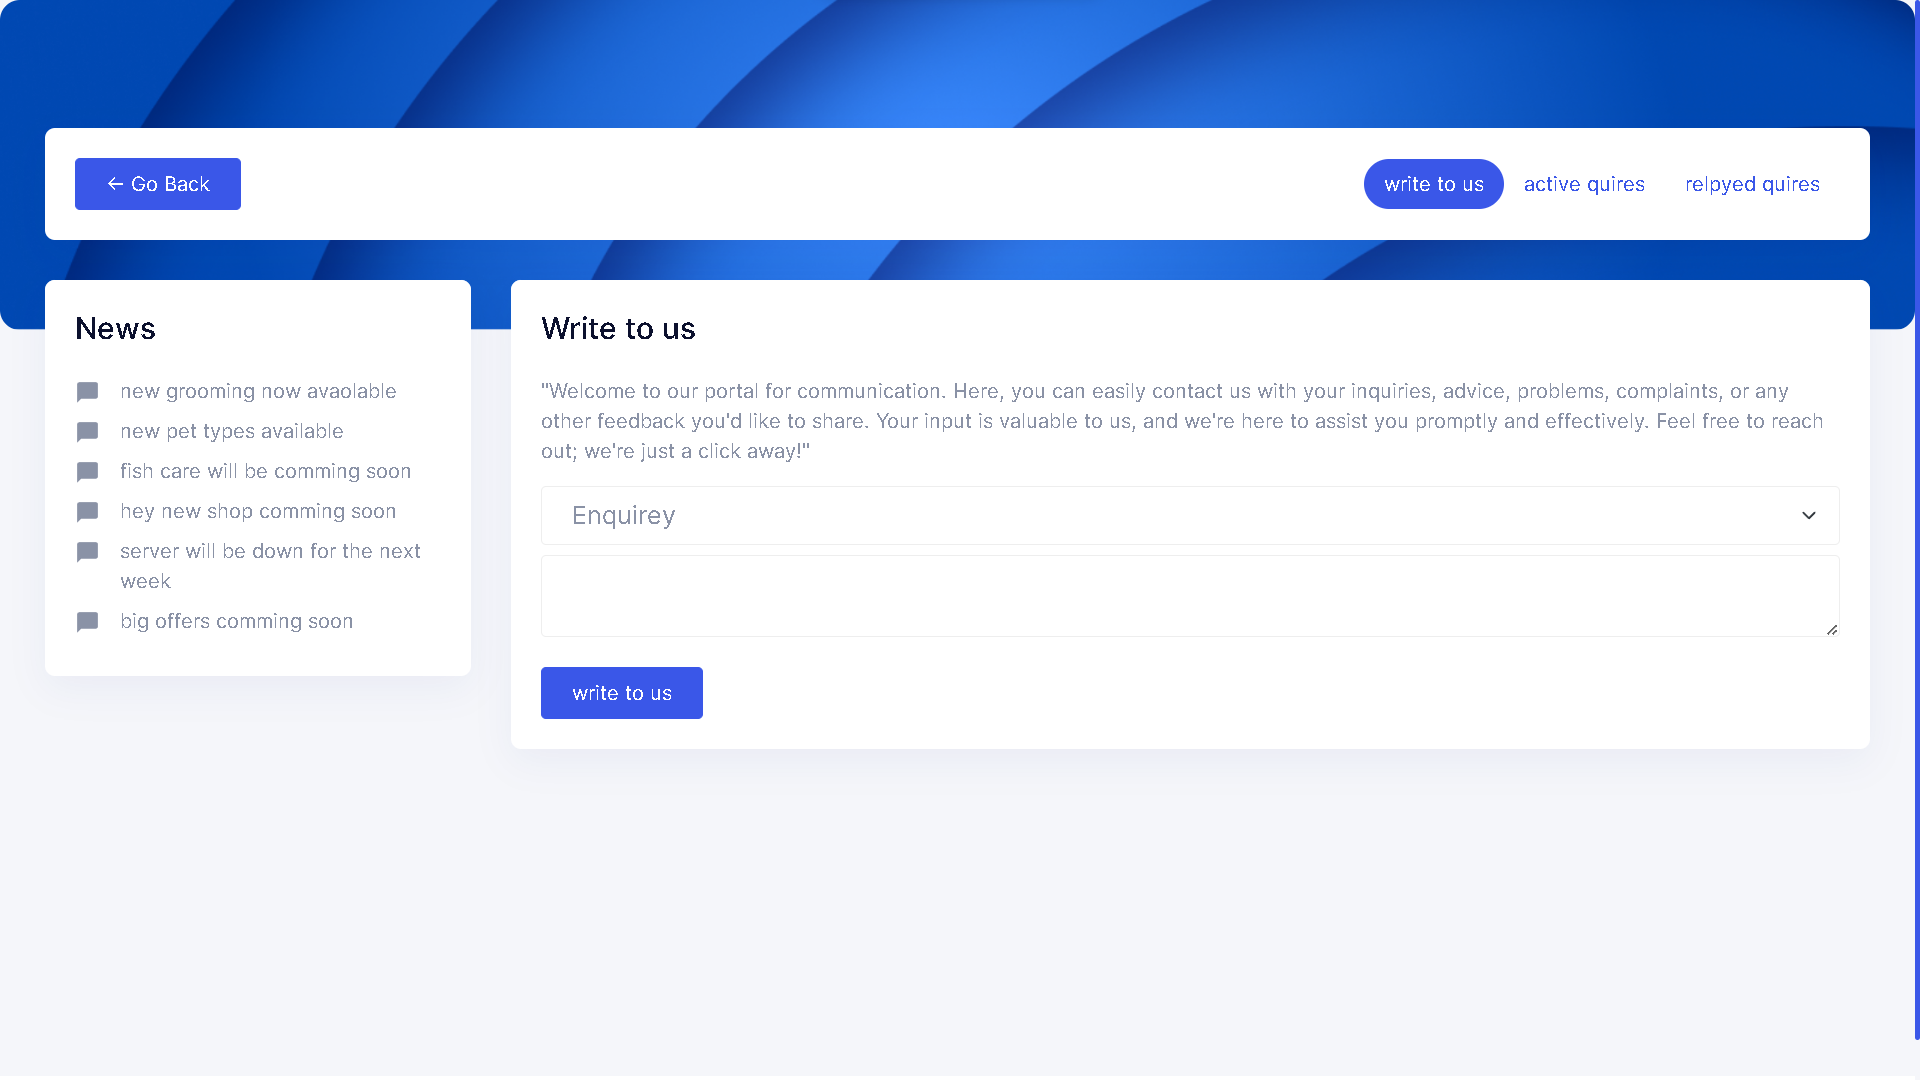 ← Go Back
write to us
active quires
relpyed quires
News
new grooming now avaolable
new pet types available
fish care will be comming soon
hey new shop comming soon
server will be down for the next
week
big offers comming soon
Write to us
"Welcome to our portal for communication. Here, you can easily contact us with your inquiries, advice, problems, complaints, or any
other feedback you'd like to share. Your input is valuable to us, and we're here to assist you promptly and effectively. Feel free to reach
out; we're just a click away!"
Enquirey
write to us